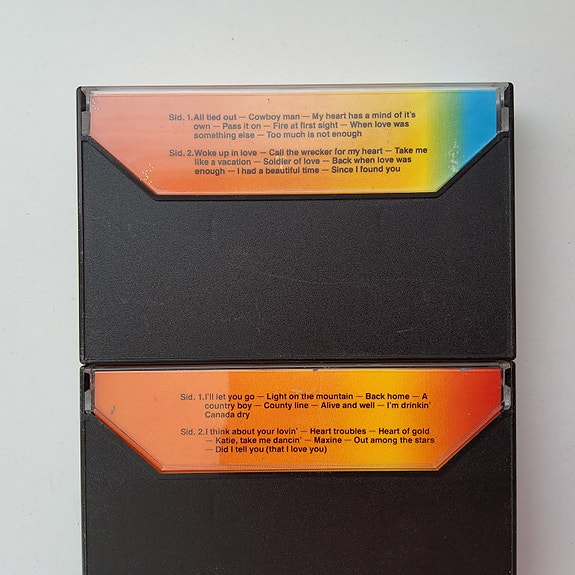 Sid. 1.All tied out — Cowboy man — My heart has a mind of it's
own — Pass it on — Fire at first sight — When love was
something else — Too much is not enough
Sid. 2.Woke up in love — Call the wrecker for my heart — Take me
like a vacation — Soldier of love — Back when love was
enough — I had a beautiful time — Since I found you
Sid. 1.I'll let you go — Light on the mountain — Back home — A
country boy — County line — Alive and well — I'm drinkin'
Canada dry
Sid. 2.I think about your lovin' — Heart troubles — Heart of gold
— Katie, take me dancin' — Maxine — Out among the stars
— Did I tell you (that I love you)